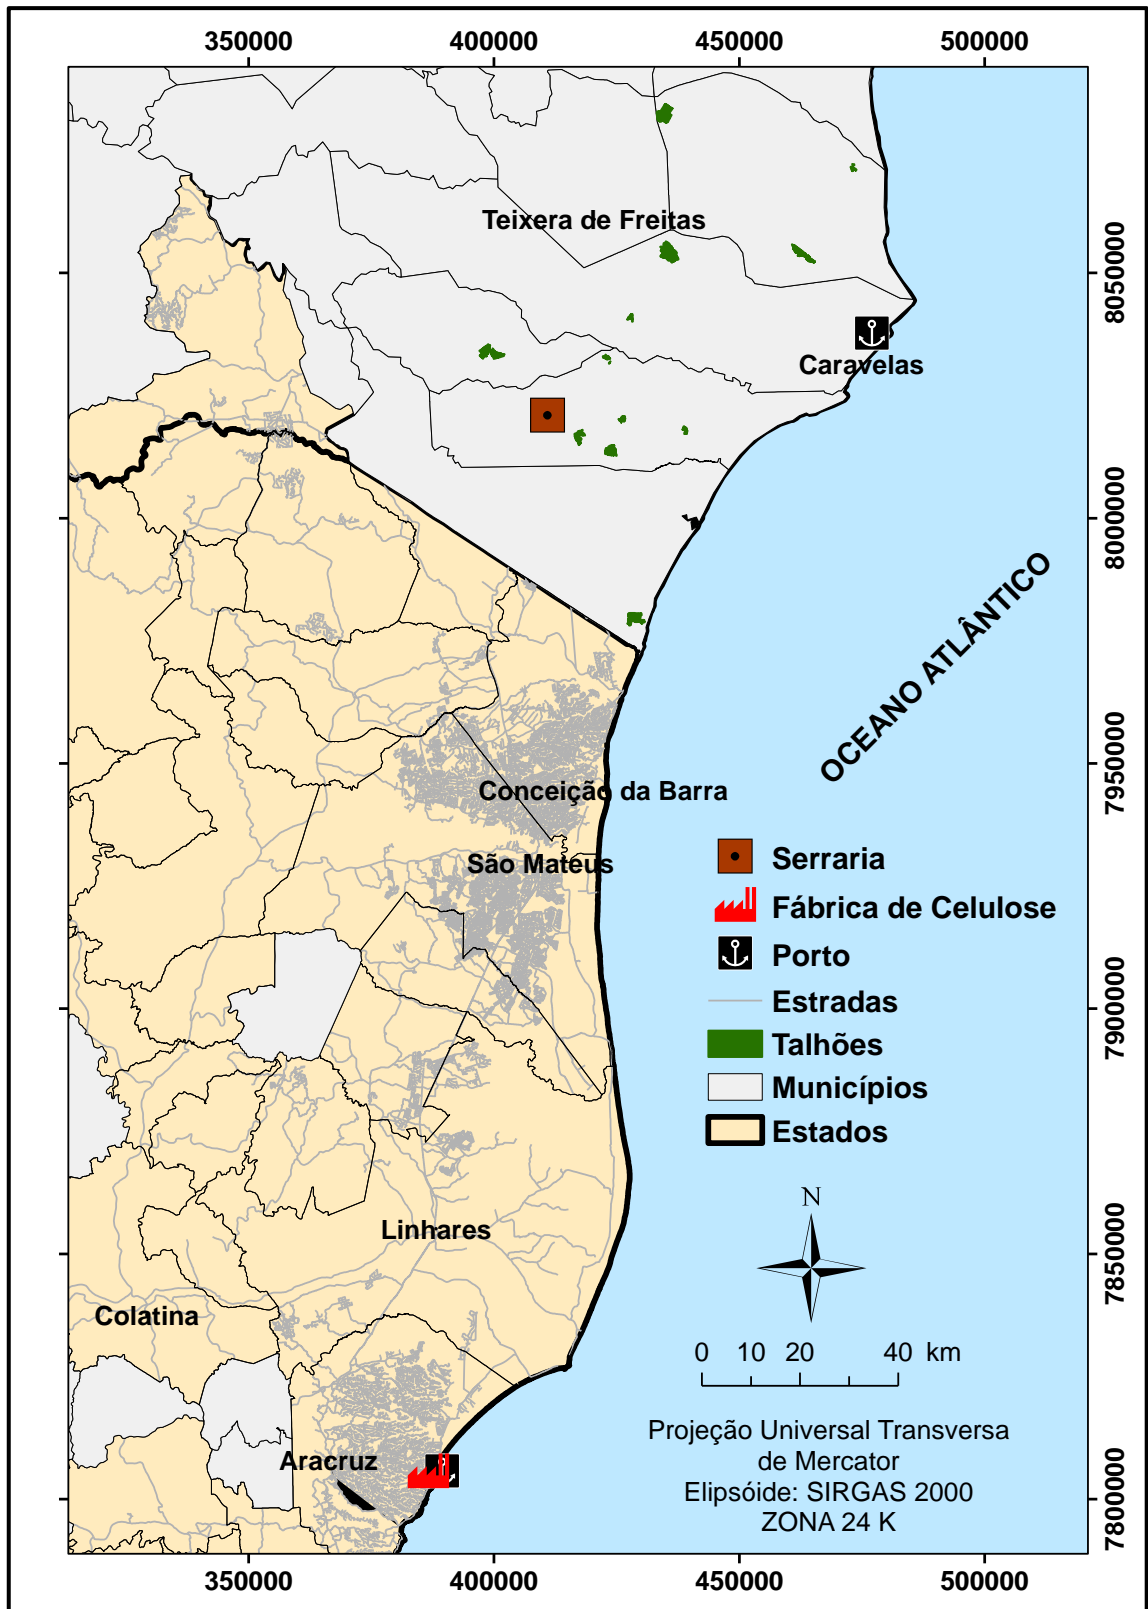 350000 400000 450000 500000
Teixera de Freitas
8050000
Caravelas
8000000
OCEANO ATLÂNTICO
7950000
Conceição da Barra
São Mateus
Serraria
Fábrica de Celulose
Porto
Estradas
7900000
Talhões
Municípios
Estados
N
Linhares
7850000
Colatina
0 10 20 40 km
Projeção Universal Transversa
de Mercator
Elipsóide: SIRGAS 2000
ZONA 24 K
Aracruz
7800000
350000 400000 450000 500000